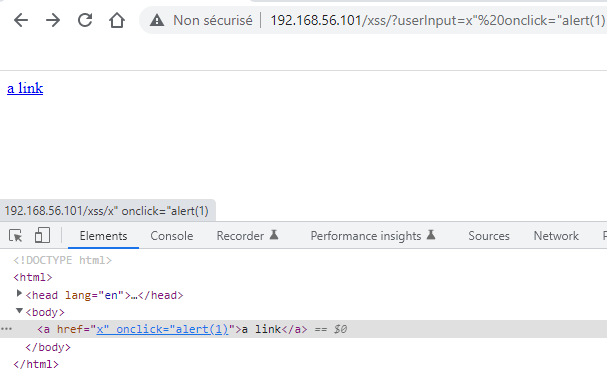 Non sécurisé | 192.168.56.101/xss/?userInput=x"%20onclick="alert(1)
a link
192.168.56.101/xss/x" onclick="alert(1)
Elements Console Recorder Performance insights Sources Network
<!DOCTYPE html>
<html>
<head lang="en">…</head>
<body>
<a href="x" onclick="alert(1)">a link</a> == $0
</body>
</html>